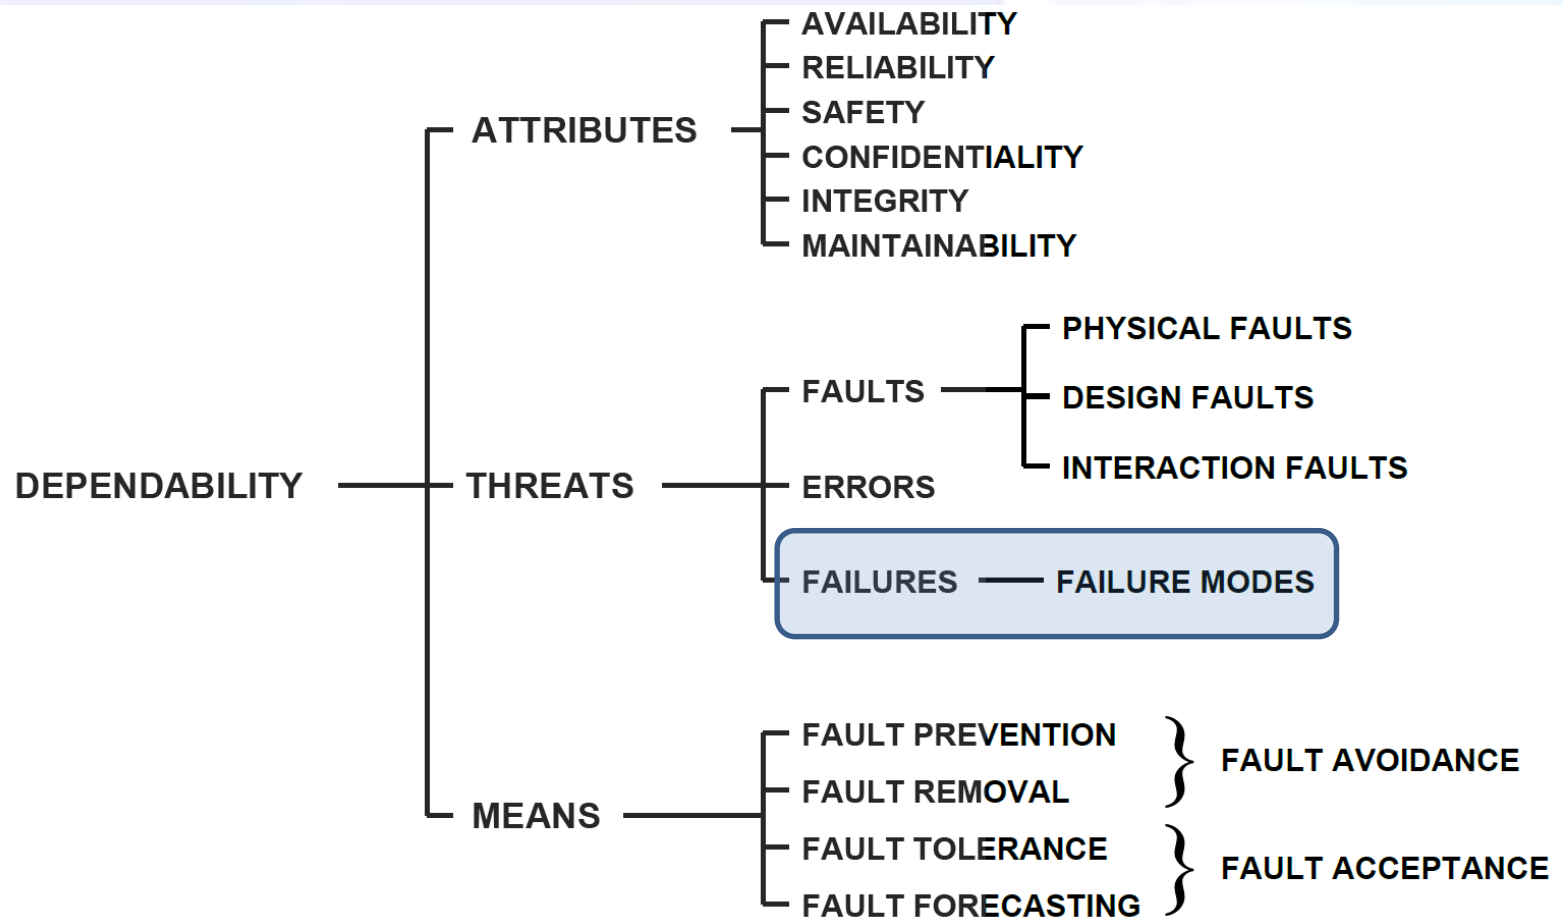 AVAILABILITY
RELIABILITY
SAFETY
ATTRIBUTES
CONFIDENTIALITY
INTEGRITY
MAINTAINABILITY
PHYSICAL FAULTS
FAULTS
DESIGN FAULTS
INTERACTION FAULTS
DEPENDABILITY
THREATS
ERRORS
FAILURES
FAILURE MODES
FAULT PREVENTION
FAULT AVOIDANCE
FAULT REMOVAL
MEANS
FAULT TOLERANCE
FAULT ACCEPTANCE
FAULT FORECASTING